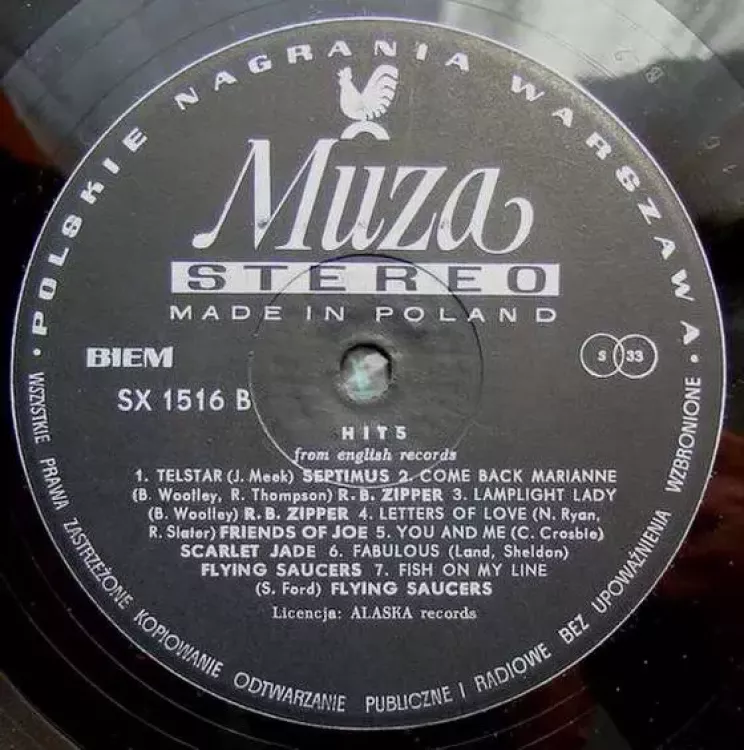 • POLSKIE NAGRANIA WARSZAWA •
Muza
STEREO
MADE IN POLAND
BIEM
S 33
SX 1516 B
HITS
from english records
1. TELSTAR (J. Meek) SEPTIMUS 2. COME BACK MARIANNE
(B. Woolley, R. Thompson) R. B. ZIPPER 3. LAMPLIGHT LADY
(B. Woolley) R. B. ZIPPER 4. LETTERS OF LOVE (N. Ryan,
R. Slater) FRIENDS OF JOE 5. YOU AND ME (C. Crosbie)
SCARLET JADE 6. FABULOUS (Land, Sheldon)
FLYING SAUCERS 7. FISH ON MY LINE
(S. Ford) FLYING SAUCERS
Licencja: ALASKA records
WSZYSTKIE PRAWA ZASTRZEŻONE KOPIOWANIE ODTWARZANIE PUBLICZNE I RADIOWE BEZ UPOWAŻNIENIA WZBRONIONE